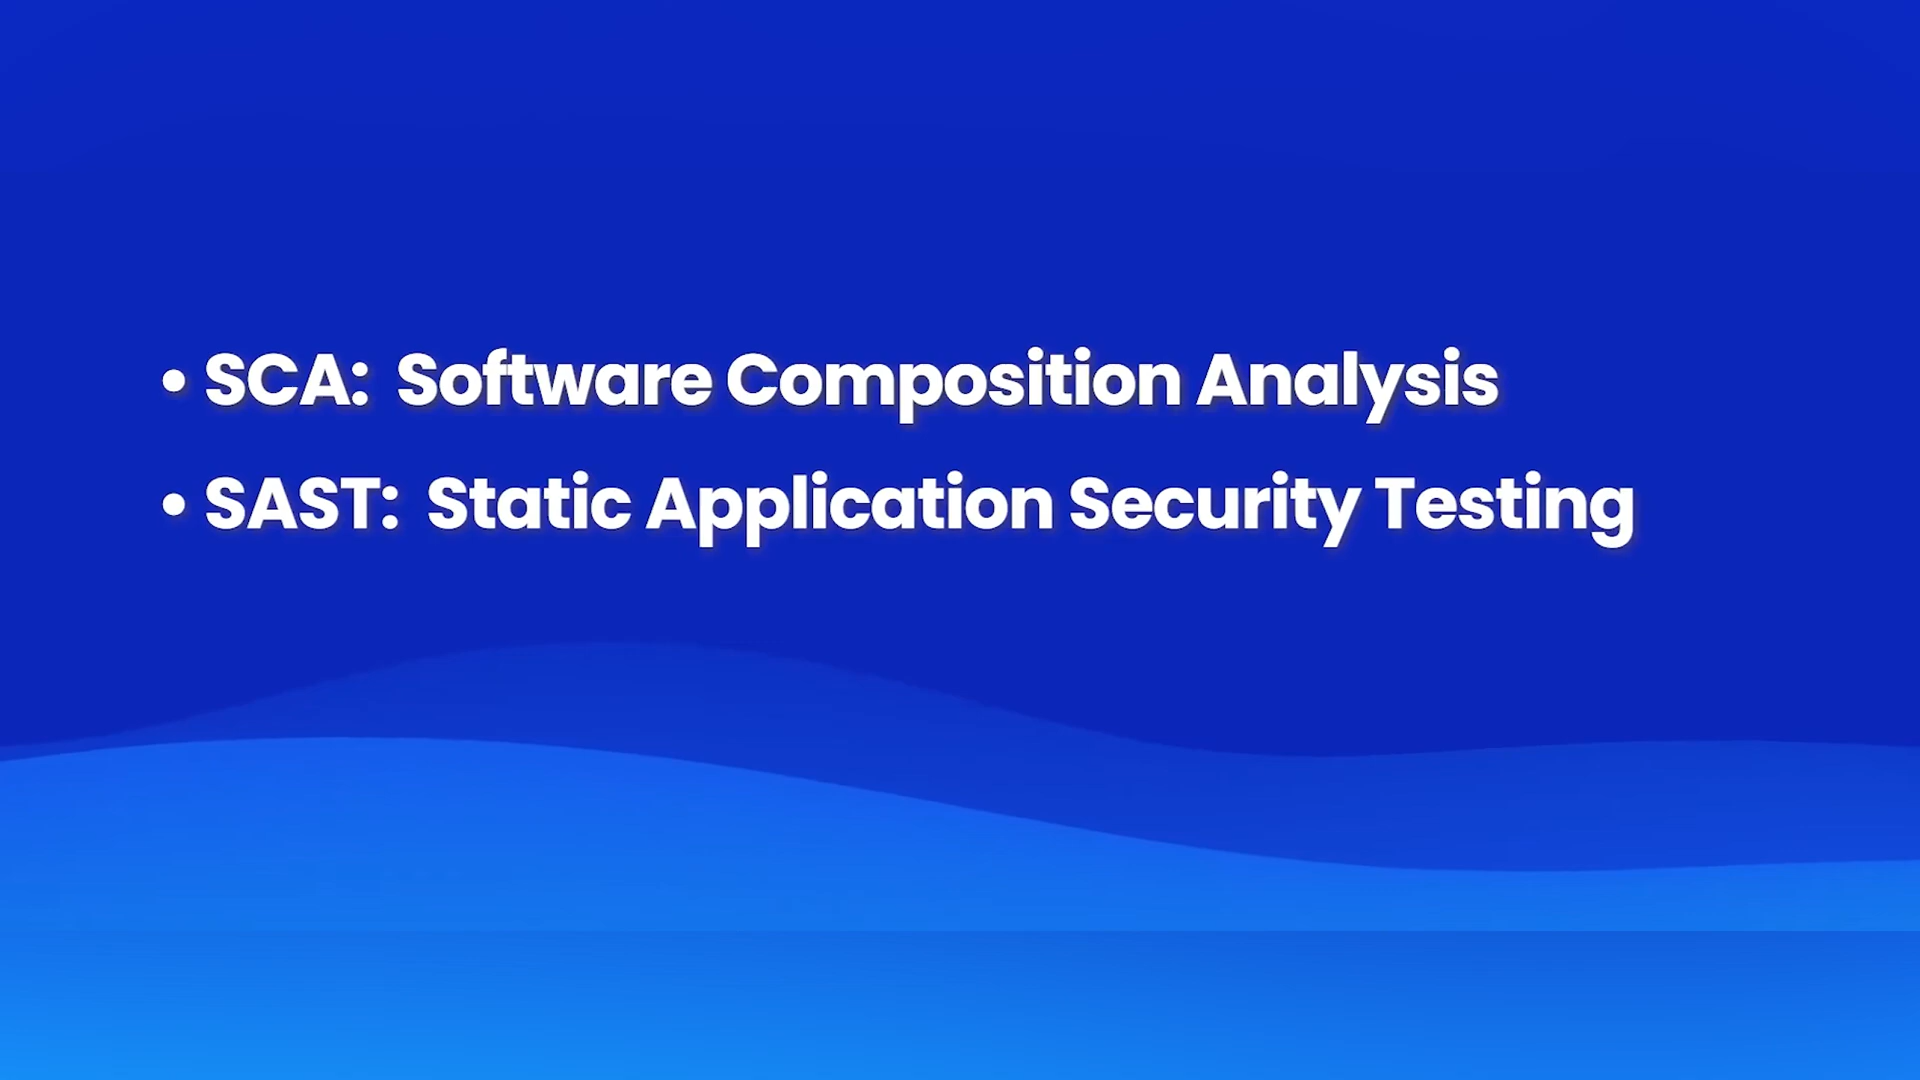 • SCA: Software Composition Analysis
• SAST: Static Application Security Testing